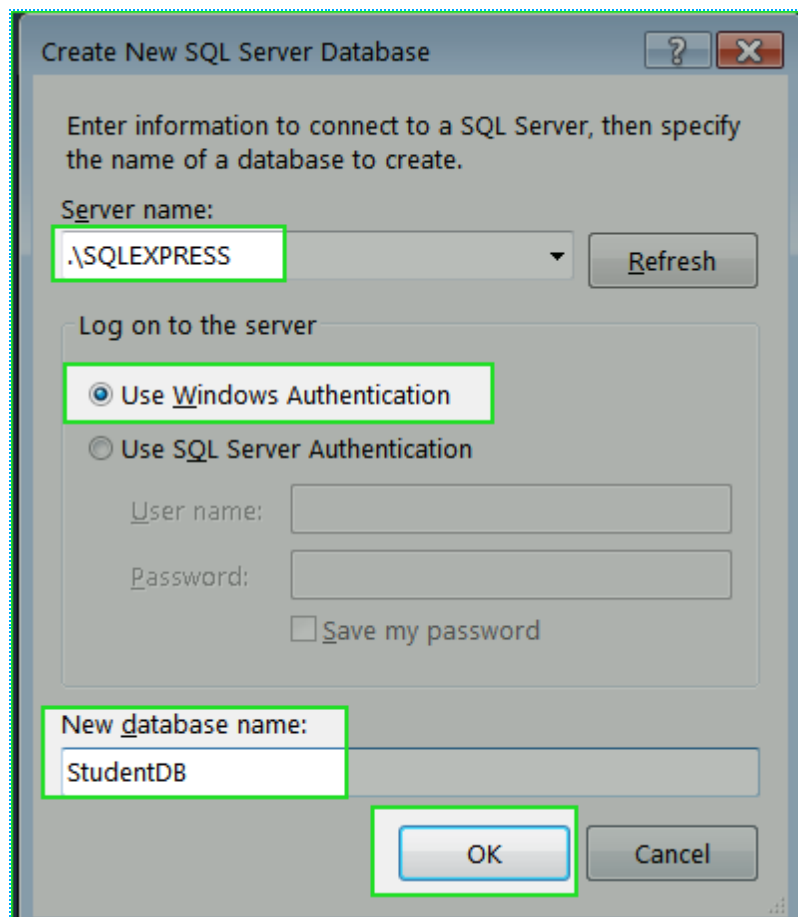 Create New SQL Server Database
Enter information to connect to a SQL Server, then specify
the name of a database to create.
Server name:
.\SQLEXPRESS
Refresh
Log on to the server
Use Windows Authentication
Use SQL Server Authentication
User name:
Password:
Save my password
New database name:
StudentDB
OK Cancel